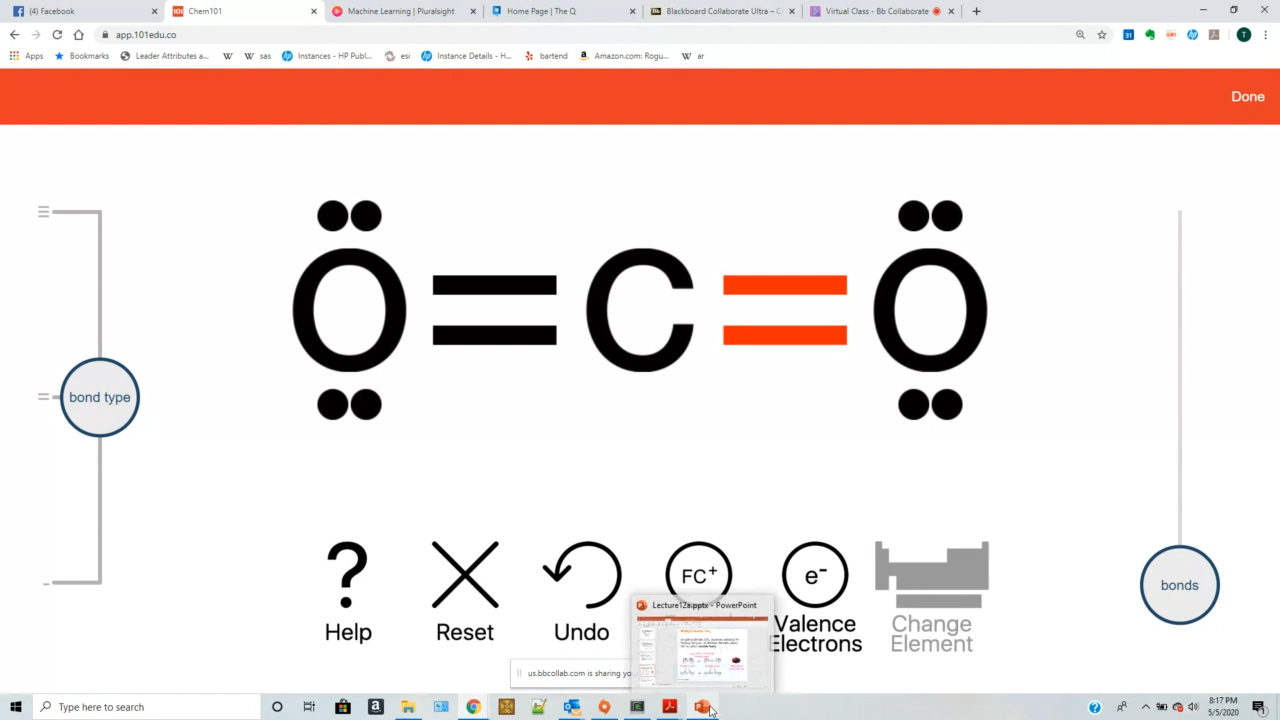 (4) Facebook
101
Chem101
Machine Learning | Pluralsight
Home Page | The Q
Blackboard Collaborate Ultra – C
Virtual Class - Bb Collaborate
app.101edu.co
31
T
Apps
Bookmarks
Leader Attributes a...
W
W sas
Instances - HP Publ...
esi
Instance Details - H...
bartend
Amazon.com: Rogu...
W ar
Done
O C O
bond type
bonds
?
FC+
e-
Help
Reset
Undo
Valence
Electrons
Change
Element
Lecture12a.pptx - PowerPoint
us.bbcollab.com is sharing yo
Type here to search
8:17 PM
5/5/2020